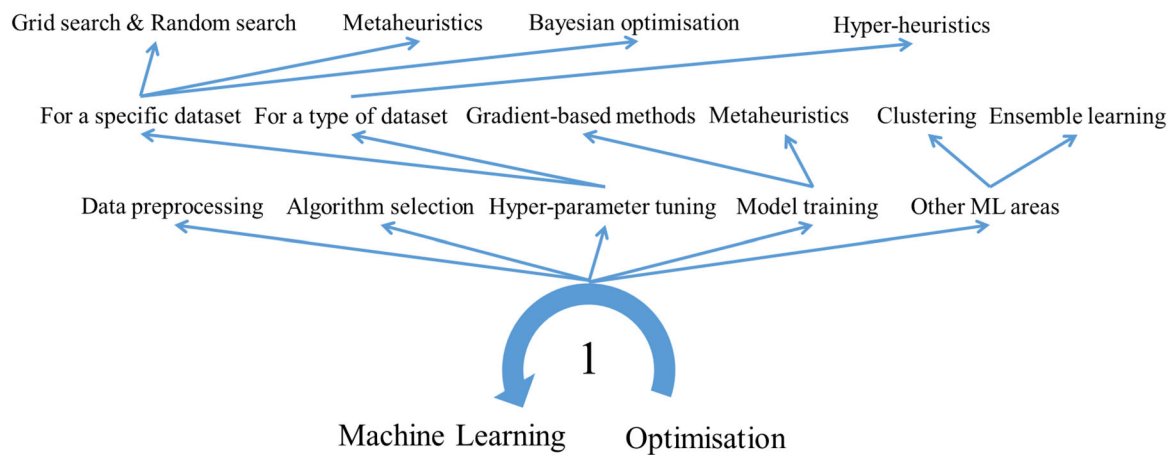 Grid search & Random search Metaheuristics Bayesian optimisation Hyper-heuristics
For a specific dataset For a type of dataset Gradient-based methods Metaheuristics Clustering Ensemble learning
Data preprocessing Algorithm selection Hyper-parameter tuning Model training Other ML areas
1
Machine Learning Optimisation